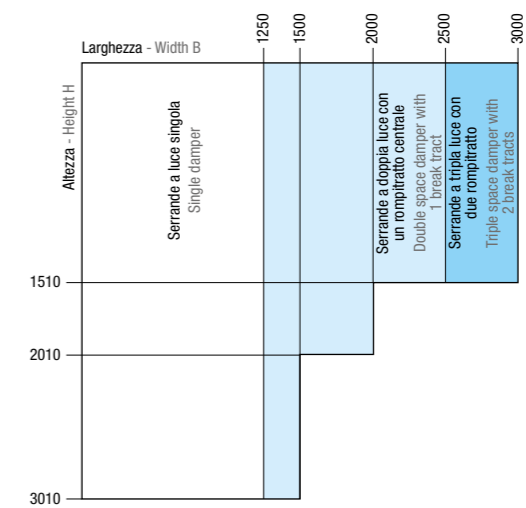 1250
1500
2000
2500
3000
Larghezza - Width B
Altezza - Height H
Serrande a luce singola
Single damper
Serrande a doppia luce con
un rompitratto centrale
Double space damper with
1 break tract
Serrande a tripla luce con
due rompitratto
Triple space damper with
2 break tracts
1510
2010
3010